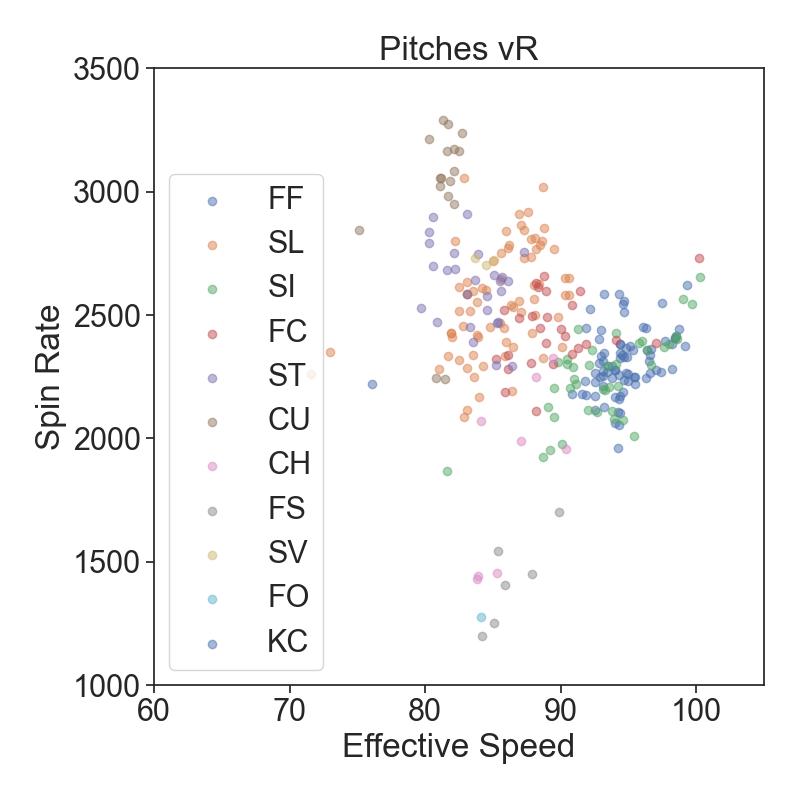 Pitches vR
3500
3000
2500
2000
1500
1000
Spin Rate
FF
SL
SI
FC
ST
CU
CH
FS
SV
FO
KC
60 70 80 90 100
Effective Speed